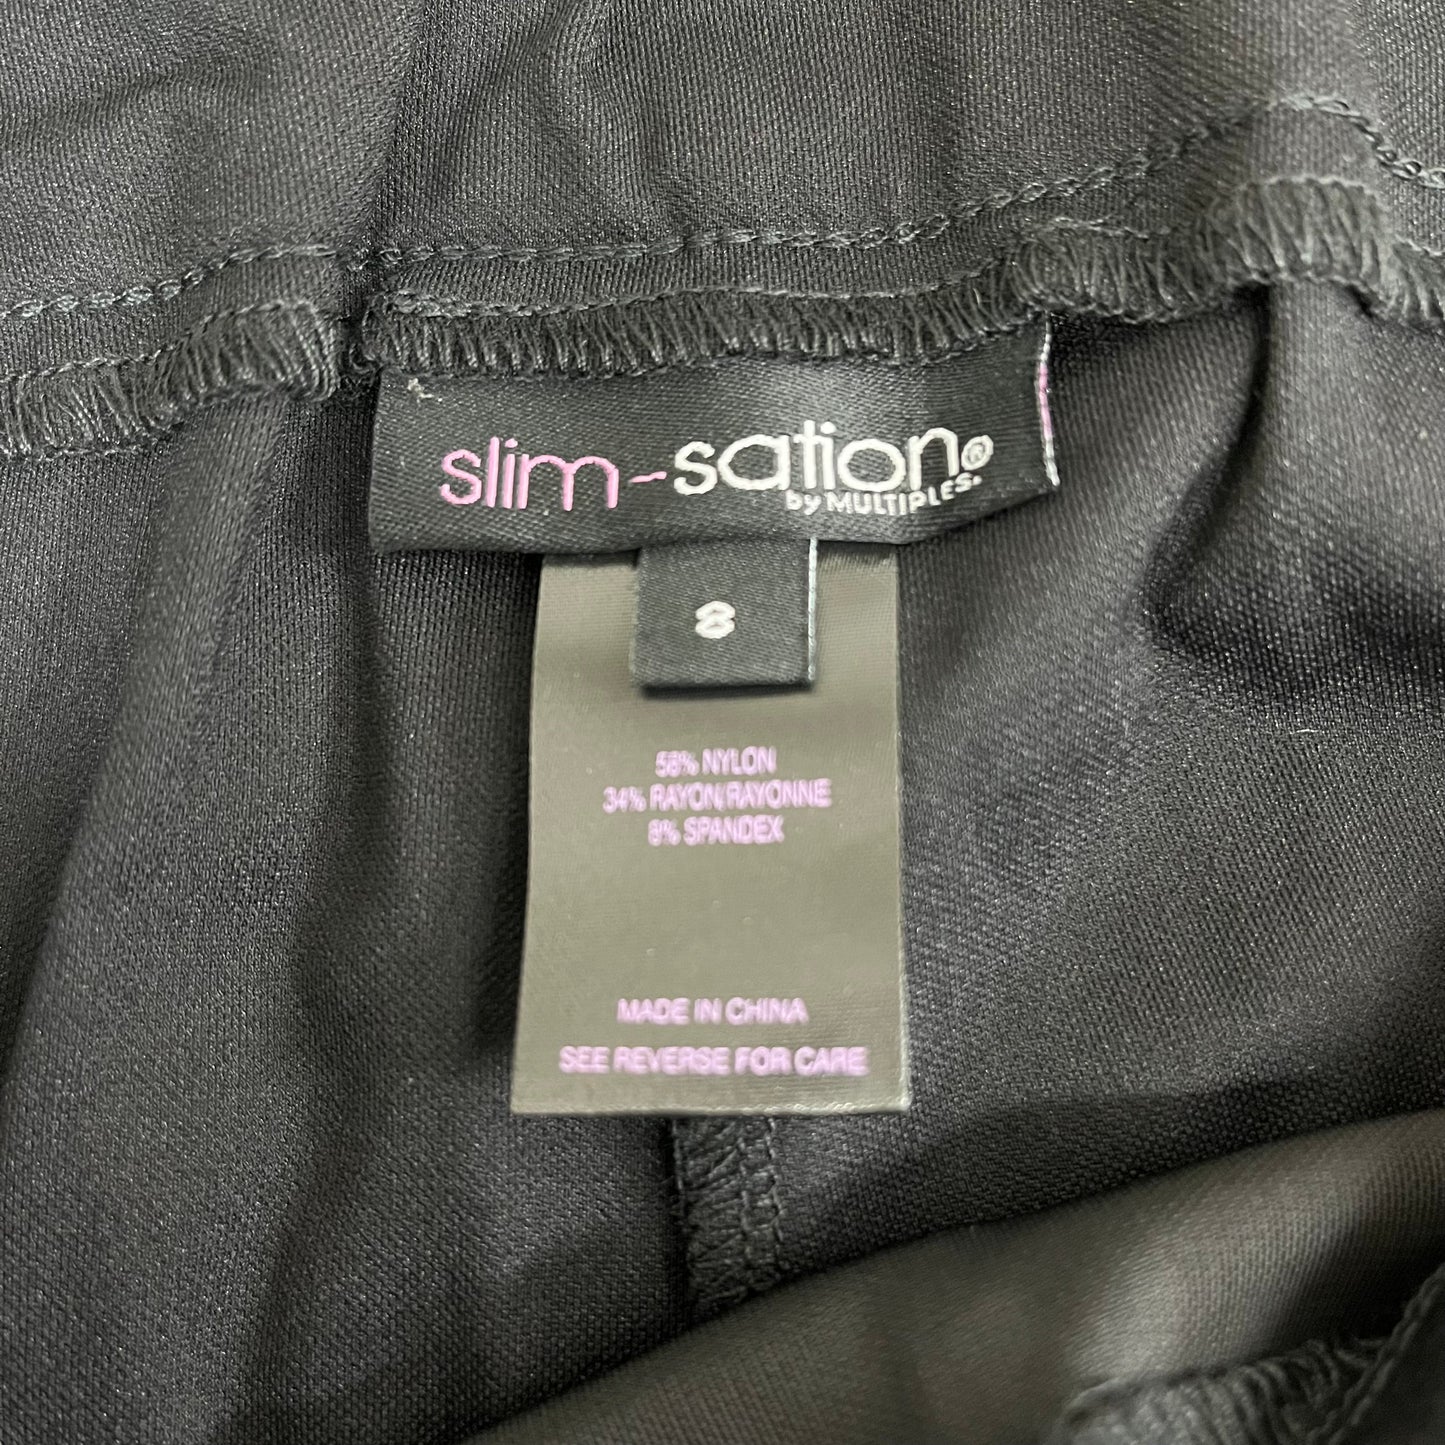 slim-sation®
by MULTIPLES.
8
58% NYLON
34% RAYON/RAYONNE
8% SPANDEX
MADE IN CHINA
SEE REVERSE FOR CARE